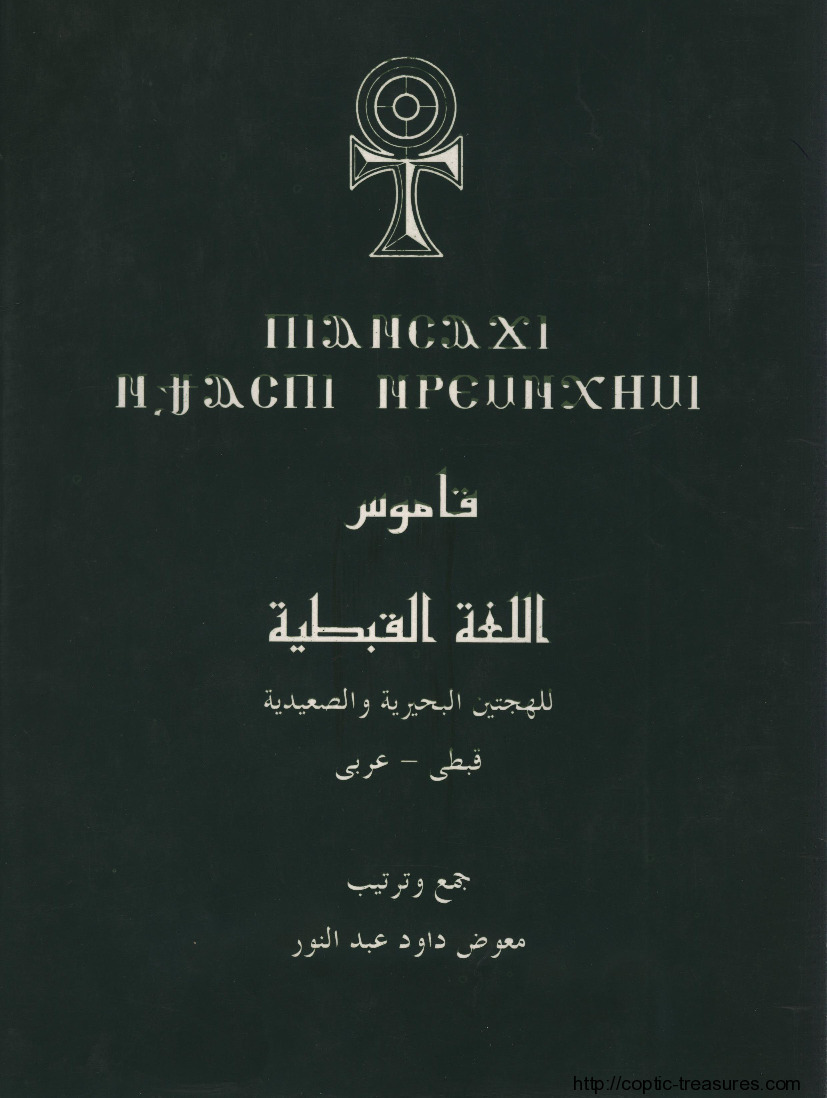 ⲠⲒⲀⲚⲤⲀϪⲒ
ⲚϮⲀⲤⲠⲒ ⲚⲢⲈⲘⲚⲬⲎⲘⲒ
قاموس
اللغة القبطية
للهجتين البحيرية والصعيدية
قبطى – عربى
جمع وترتيب
معوض داود عبد النور
http://coptic-treasures.com